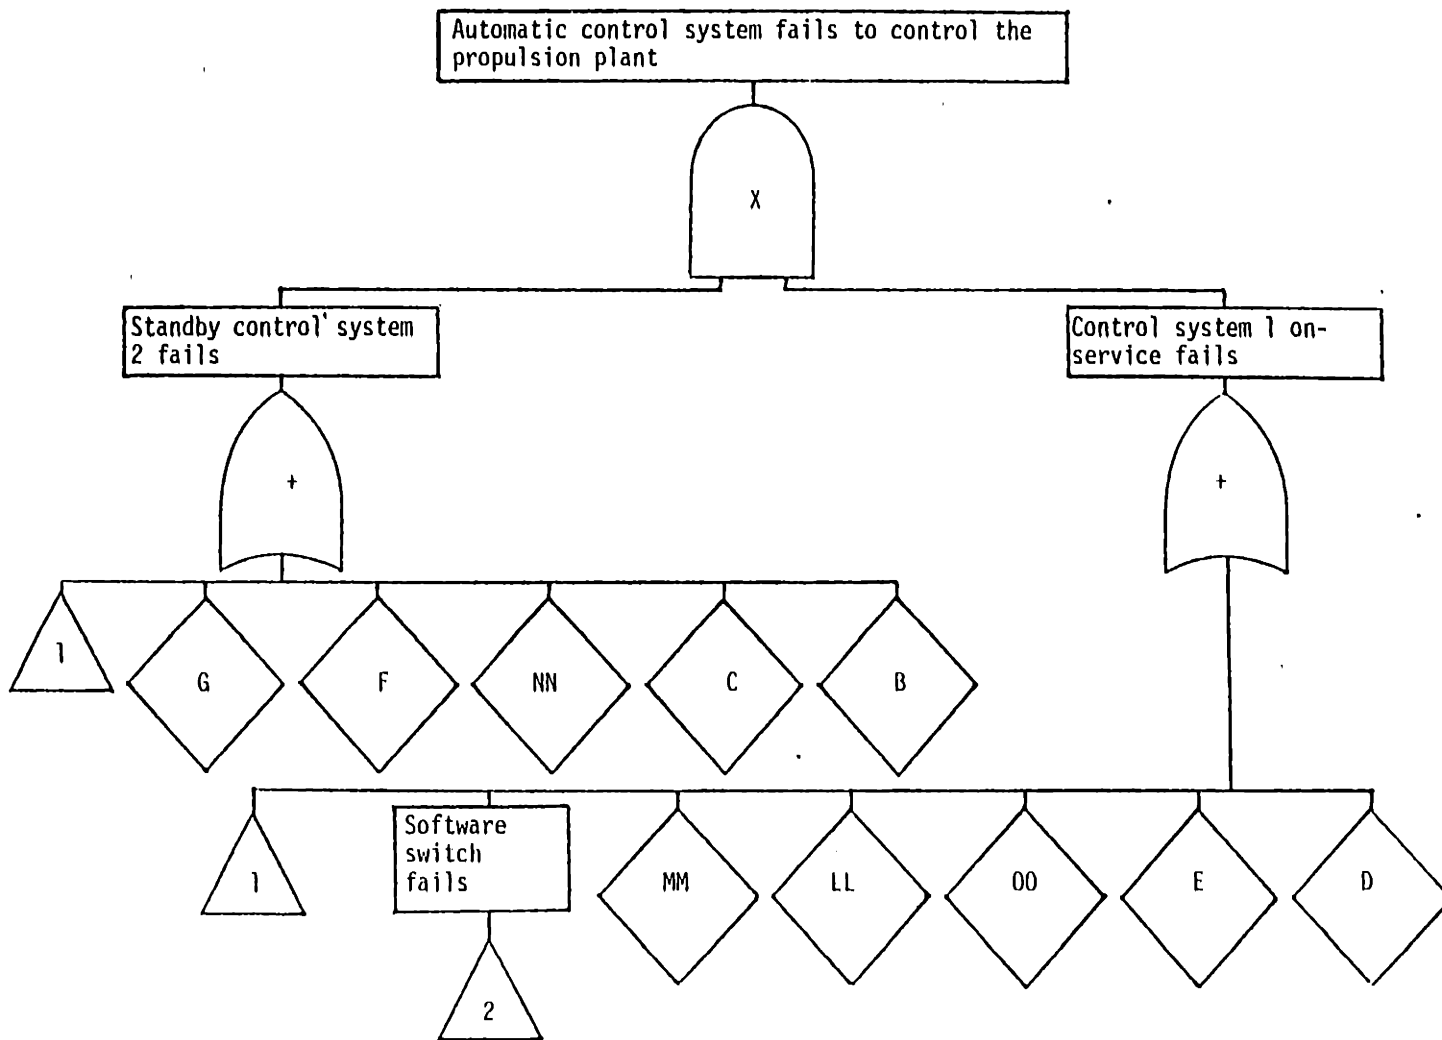 Automatic control system fails to control the
propulsion plant
X
Standby control system
2 fails
Control system 1 on-
service fails
+
+
1
G
F
NN
C
B
1
Software
switch
fails
MM
LL
OO
E
D
2